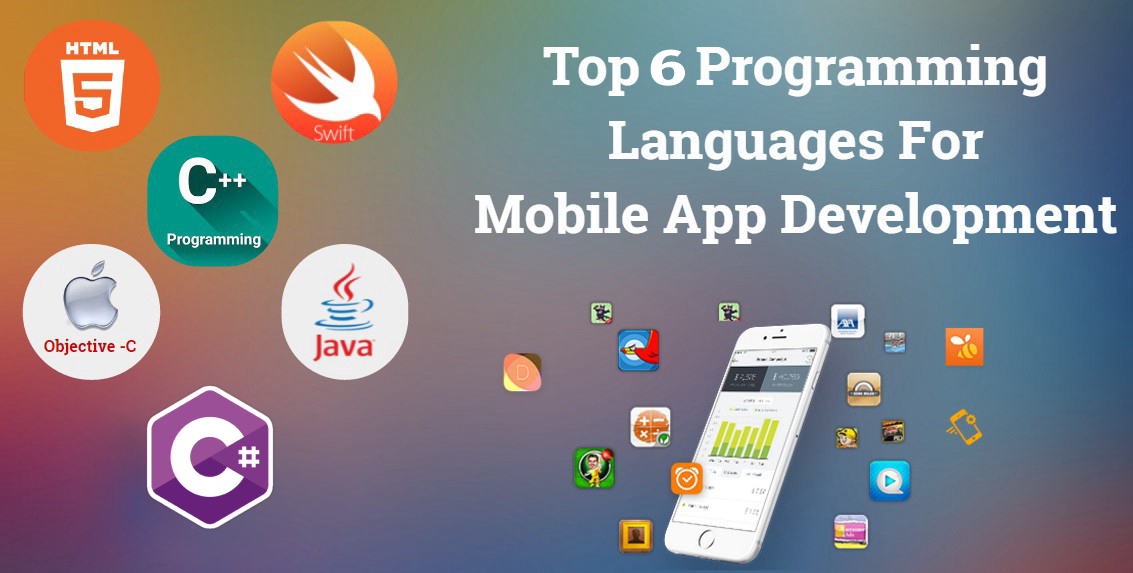 HTML
5
Swift
C++
Programming
Objective -C
Java
C#
Top 6 Programming
Languages For
Mobile App Development
D